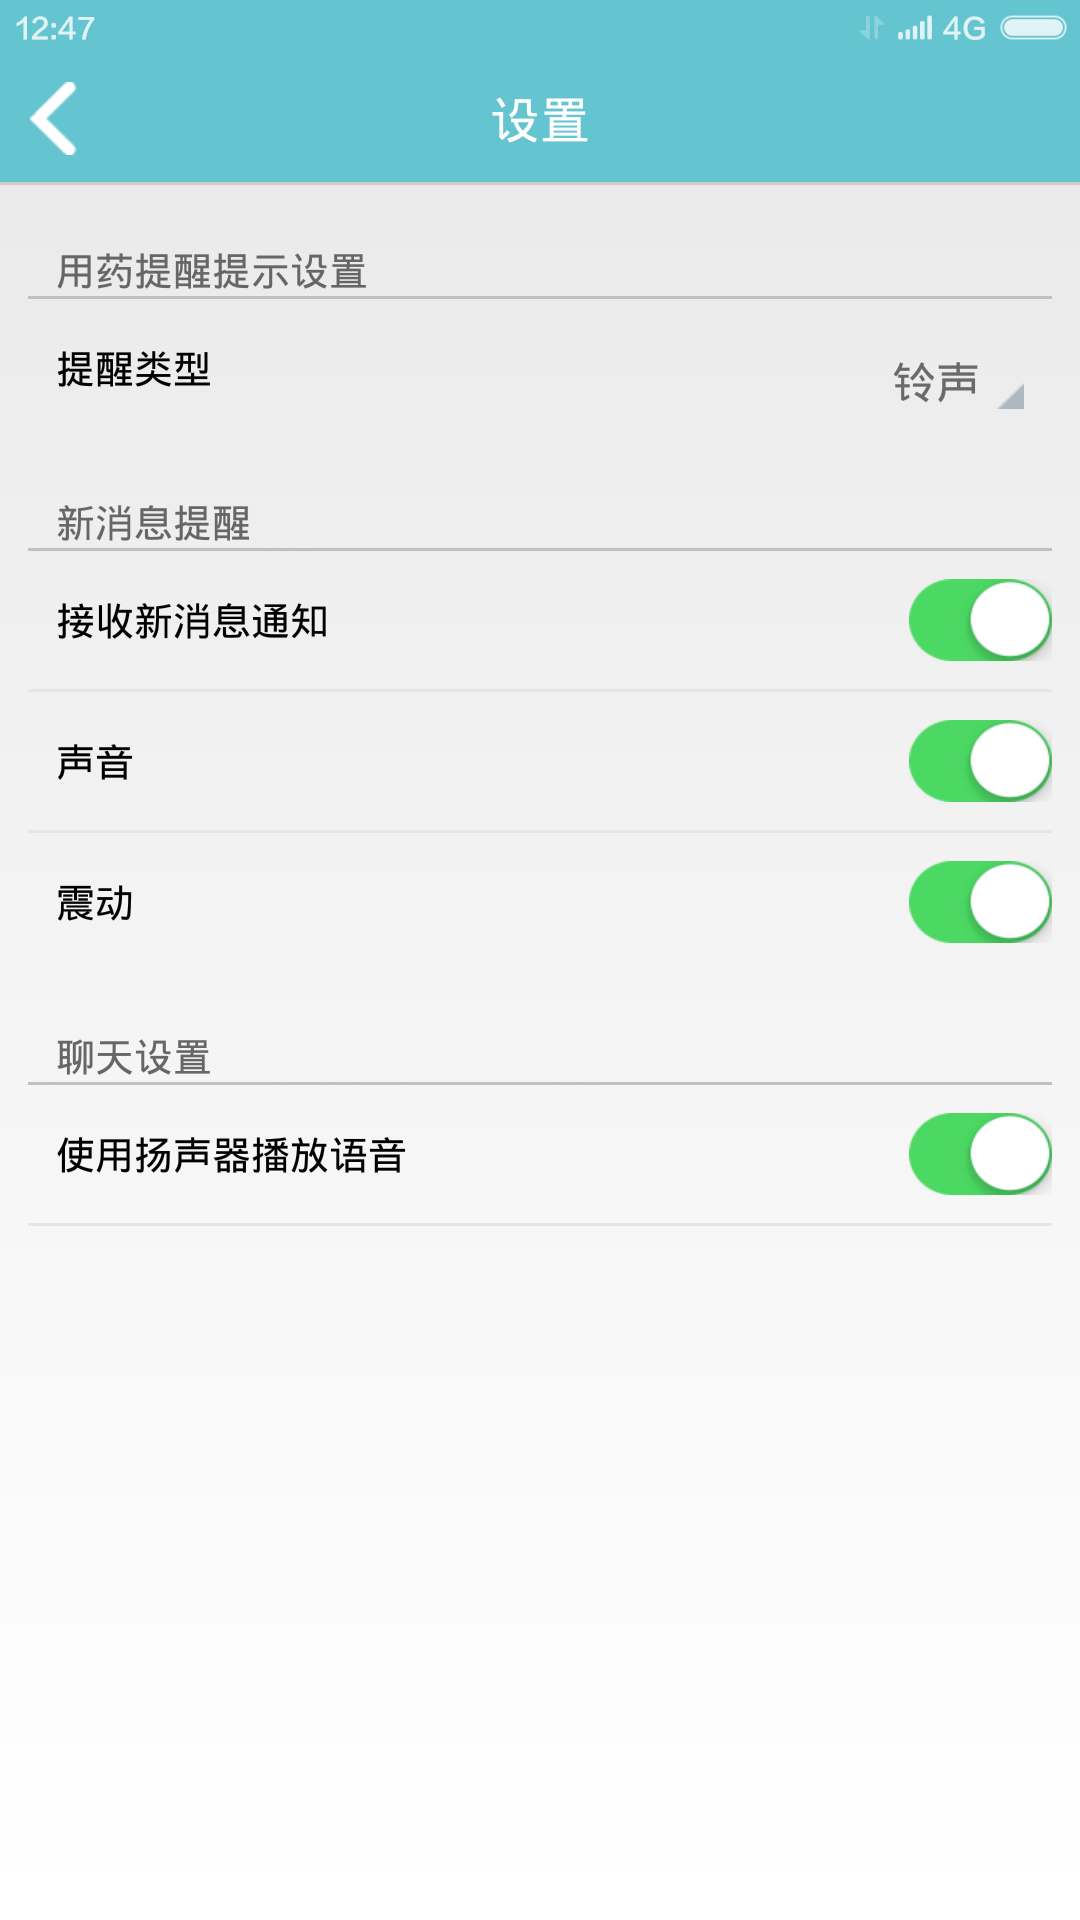 12:47 4G
设置
用药提醒提示设置
提醒类型
铃声
新消息提醒
接收新消息通知
声音
震动
聊天设置
使用扬声器播放语音